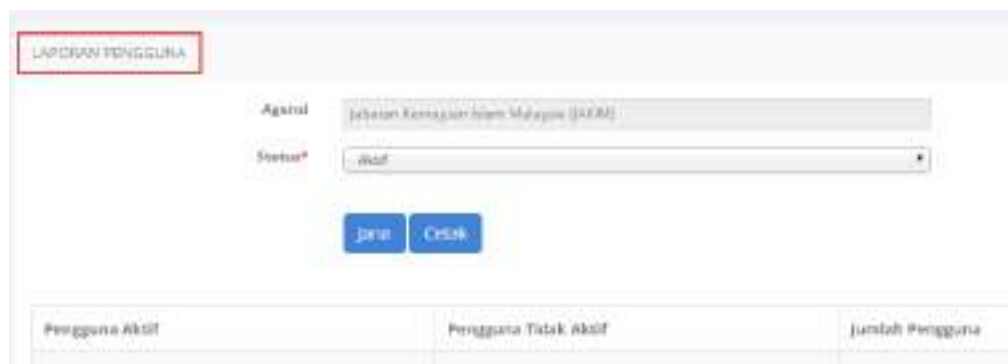 LAPORAN PENGGUNA
Agensi
Jabatan Kemajuan Islam Malaysia (JAKIM)
Status*
Aktif
Jana Cetak
Pengguna Aktif Pengguna Tidak Aktif Jumlah Pengguna